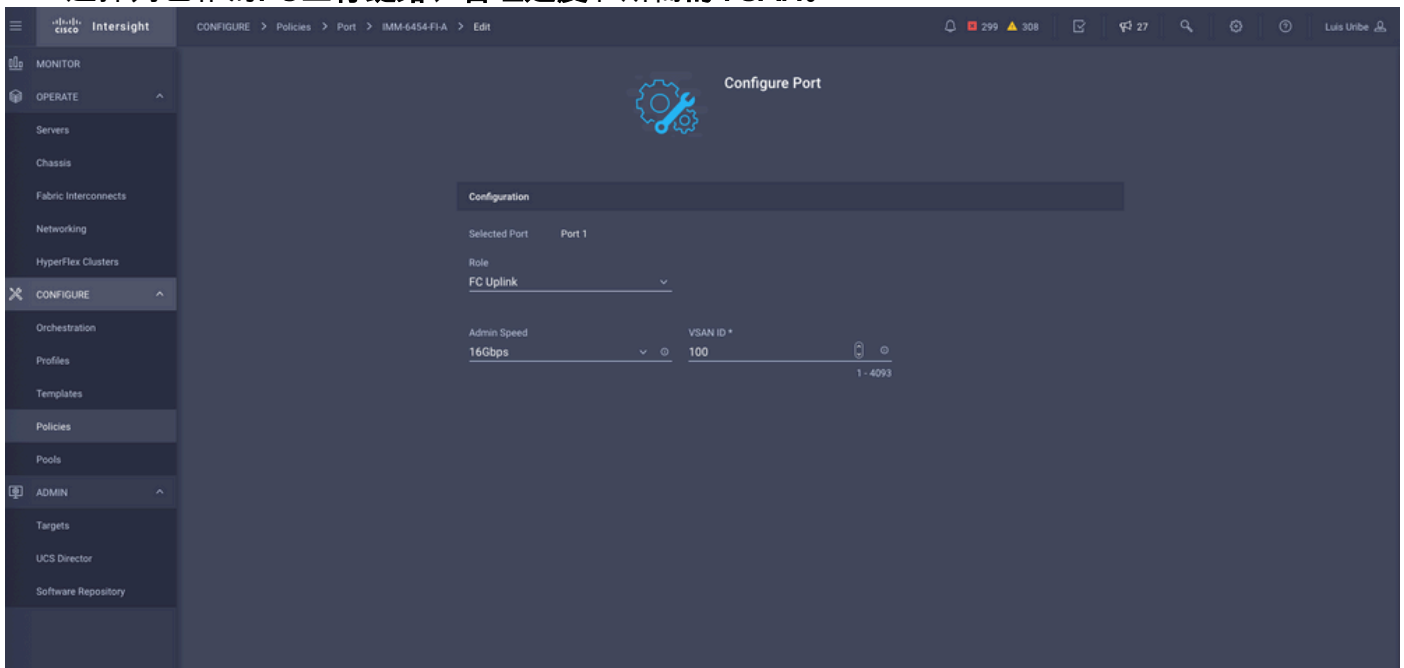 cisco Intersight
CONFIGURE > Policies > Port > IMM-6454-FI-A > Edit
299 308 27 Luis Uribe
MONITOR
OPERATE
Servers
Chassis
Fabric Interconnects
Networking
HyperFlex Clusters
CONFIGURE
Orchestration
Profiles
Templates
Policies
Pools
ADMIN
Targets
UCS Director
Software Repository
Configure Port
Configuration
Selected Port Port 1
Role
FC Uplink
Admin Speed
16Gbps
VSAN ID *
100
1 - 4093